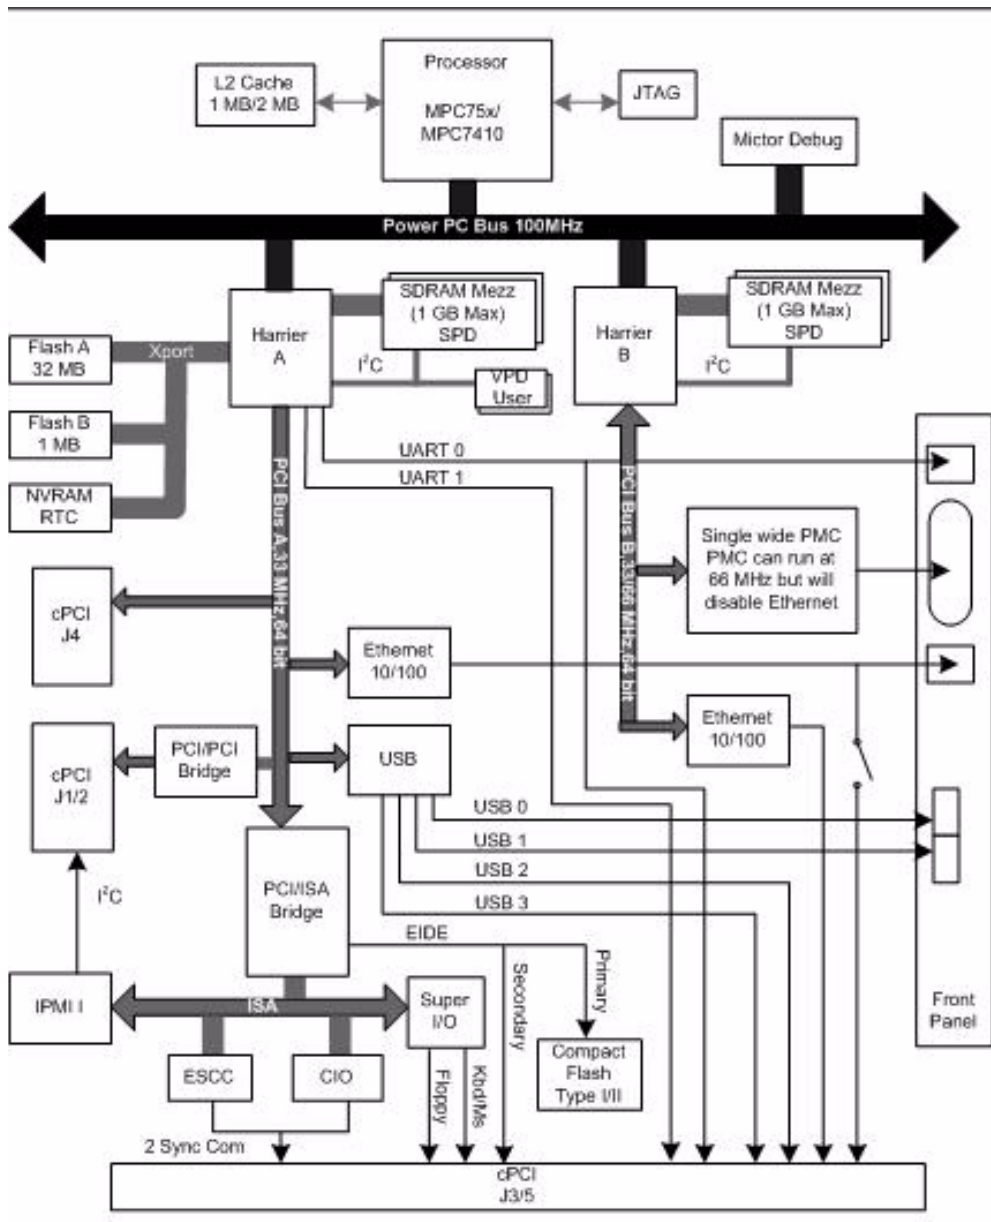 Processor
MPC75x/
MPC7410
L2 Cache
1 MB/2 MB
JTAG
Mictor Debug
Power PC Bus 100MHz
Harrier
A
SDRAM Mezz
(1 GB Max)
SPD
Harrier
B
SDRAM Mezz
(1 GB Max)
SPD
Flash A
32 MB
Xport
I²C
VPD
User
I²C
Flash B
1 MB
NVRAM
RTC
UART 0
UART 1
PCI Bus A,33 MHz,64 bit
PCI Bus B,33/66 MHz,64 bit
Single wide PMC
PMC can run at
66 MHz but will
disable Ethernet
cPCI
J4
Ethernet
10/100
Ethernet
10/100
cPCI
J1/2
PCI/PCI
Bridge
USB
USB 0
USB 1
USB 2
USB 3
I²C
PCI/ISA
Bridge
EIDE
Secondary
Primary
IPMI I
ISA
Super
I/O
Front
Panel
ESCC
CIO
Floppy
Kbd/Ms
Compact
Flash
Type I/II
2 Sync Com
cPCI
J3/5